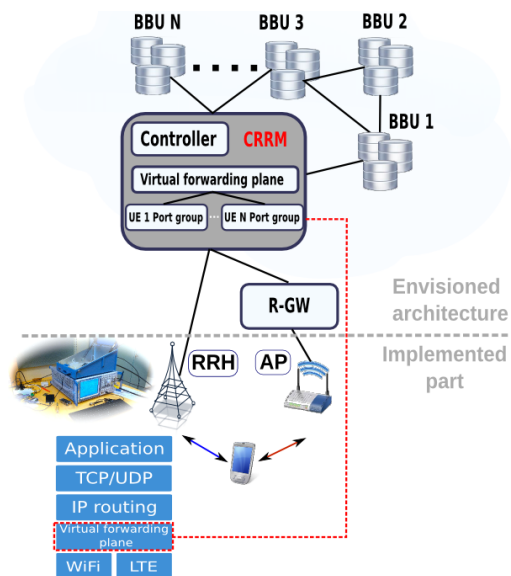 BBU N
BBU 3
BBU 2
BBU 1
Controller
CRRM
Virtual forwarding plane
UE 1 Port group
...
UE N Port group
R-GW
Envisioned
architecture
Implemented
part
RRH
AP
Application
TCP/UDP
IP routing
Virtual forwarding
plane
WiFi
LTE